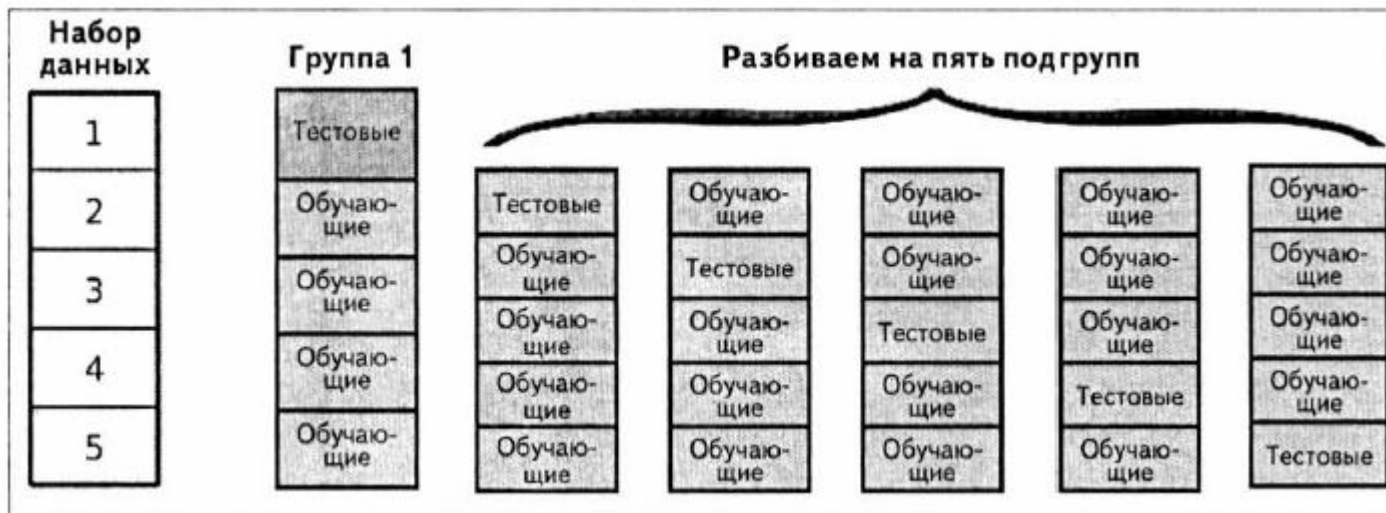 Набор
данных
Группа 1
Разбиваем на пять подгрупп
1
2
3
4
5
Тестовые
Обучаю-
щие
Обучаю-
щие
Обучаю-
щие
Обучаю-
щие
Тестовые
Обучаю-
щие
Обучаю-
щие
Обучаю-
щие
Обучаю-
щие
Обучаю-
щие
Тестовые
Обучаю-
щие
Обучаю-
щие
Обучаю-
щие
Обучаю-
щие
Обучаю-
щие
Тестовые
Обучаю-
щие
Обучаю-
щие
Обучаю-
щие
Обучаю-
щие
Обучаю-
щие
Тестовые
Обучаю-
щие
Обучаю-
щие
Обучаю-
щие
Обучаю-
щие
Обучаю-
щие
Тестовые